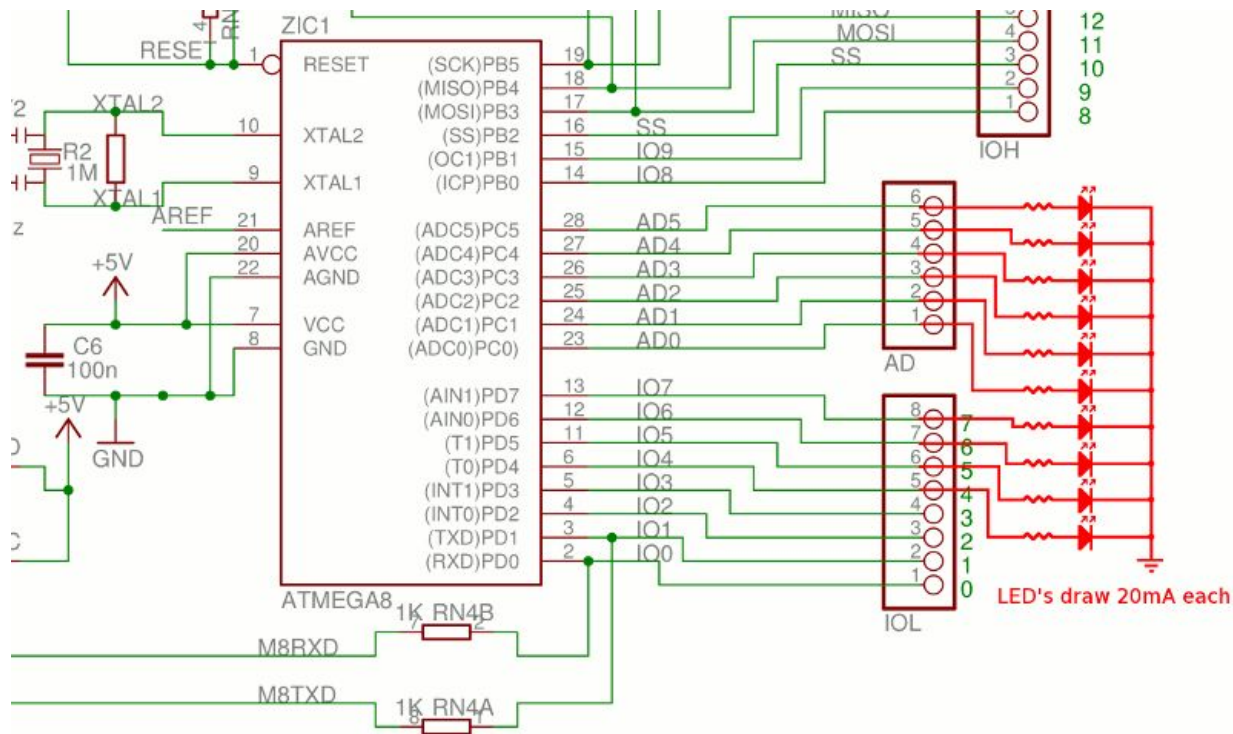 ZIC1
4
RN
RESET
1
RESET
XTAL2
10
XTAL2
R2
1M
9
XTAL1
XTAL1
AREF
21
AREF
20
AVCC
22
AGND
+5V
7
VCC
8
GND
C6
100n
+5V
GND
ATMEGA8
(SCK)PB5
19
(MISO)PB4
18
(MOSI)PB3
17
(SS)PB2
16
SS
(OC1)PB1
15
IO9
(ICP)PB0
14
IO8
(ADC5)PC5
28
AD5
(ADC4)PC4
27
AD4
(ADC3)PC3
26
AD3
(ADC2)PC2
25
AD2
(ADC1)PC1
24
AD1
(ADC0)PC0)
23
AD0
(AIN1)PD7
13
IO7
(AIN0)PD6
12
IO6
(T1)PD5
11
IO5
(T0)PD4
6
IO4
(INT1)PD3
5
IO3
(INT0)PD2
4
IO2
(TXD)PD1
3
IO1
(RXD)PD0
2
IO0
MISO
12
MOSI
4
11
SS
3
10
2
9
1
8
IOH
6
5
4
3
2
1
AD
8
7
7
6
6
5
5
4
4
3
3
2
2
1
1
0
IOL
LED's draw 20mA each
M8RXD
1K RN4B
7
2
M8TXD
1K RN4A
8
1